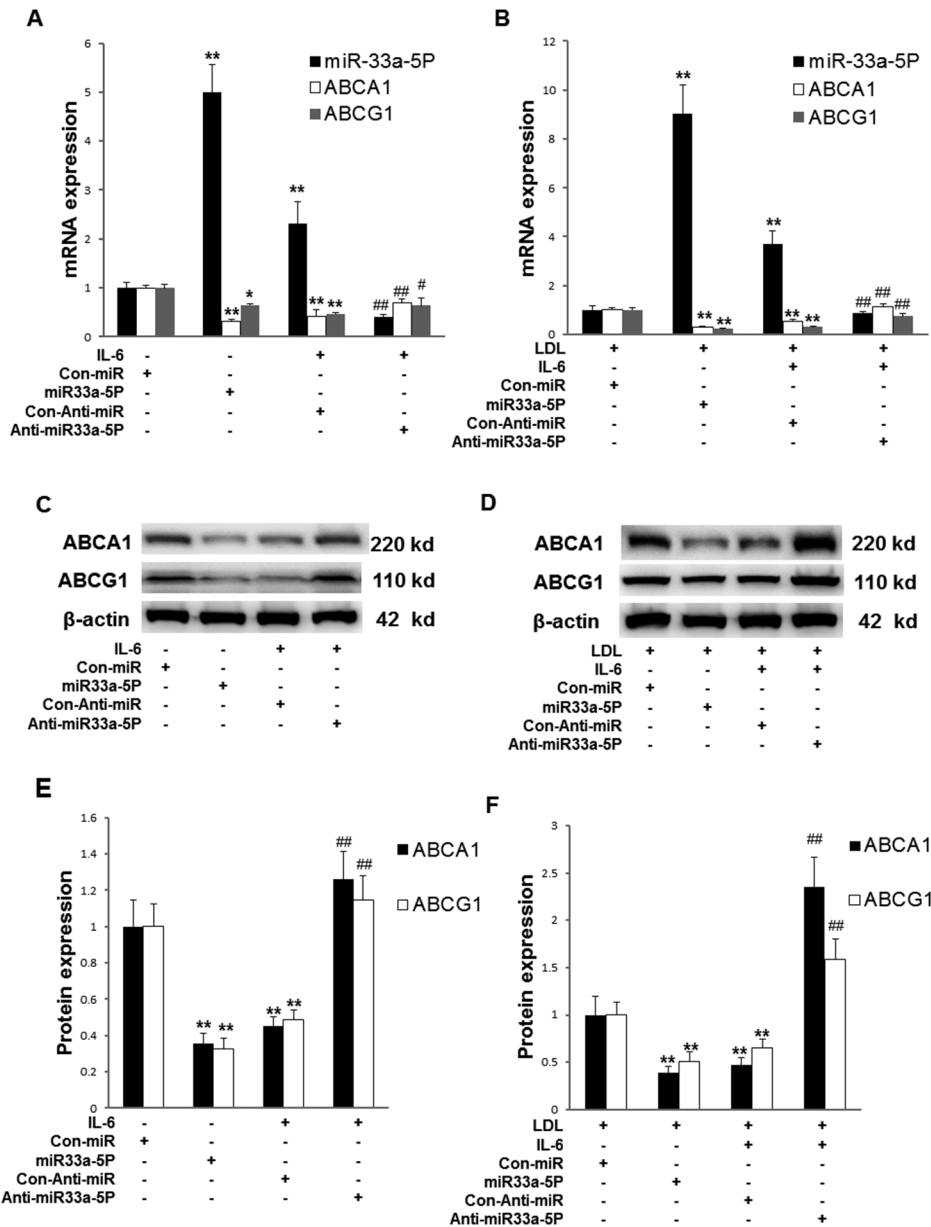 A
mRNA expression
6
5
4
3
2
1
0
** ** * ** ** ** ## ## #
miR-33a-5P
ABCA1
ABCG1
IL-6 - - + +
Con-miR + - - -
miR33a-5P - + - -
Con-Anti-miR - - + -
Anti-miR33a-5P - - - +
B
mRNA expression
12
10
8
6
4
2
0
** ** ** ** ** ** ## ## ##
miR-33a-5P
ABCA1
ABCG1
LDL + + + +
IL-6 - - + +
Con-miR + - - -
miR33a-5P - + - -
Con-Anti-miR - - + -
Anti-miR33a-5P - - - +
C
ABCA1 220 kd
ABCG1 110 kd
β-actin 42 kd
IL-6 - - + +
Con-miR + - - -
miR33a-5P - + - -
Con-Anti-miR - - + -
Anti-miR33a-5P - - - +
D
ABCA1 220 kd
ABCG1 110 kd
β-actin 42 kd
LDL + + + +
IL-6 - - + +
Con-miR + - - -
miR33a-5P - + - -
Con-Anti-miR - - + -
Anti-miR33a-5P - - - +
E
Protein expression
1.6
1.4
1.2
1
0.8
0.6
0.4
0.2
0
** ** ** ** ## ##
ABCA1
ABCG1
IL-6 - - + +
Con-miR + - - -
miR33a-5P - + - -
Con-Anti-miR - - + -
Anti-miR33a-5P - - - +
F
Protein expression
3
2.5
2
1.5
1
0.5
0
** ** ** ** ## ##
ABCA1
ABCG1
LDL + + + +
IL-6 - - + +
Con-miR + - - -
miR33a-5P - + - -
Con-Anti-miR - - + -
Anti-miR33a-5P - - - +